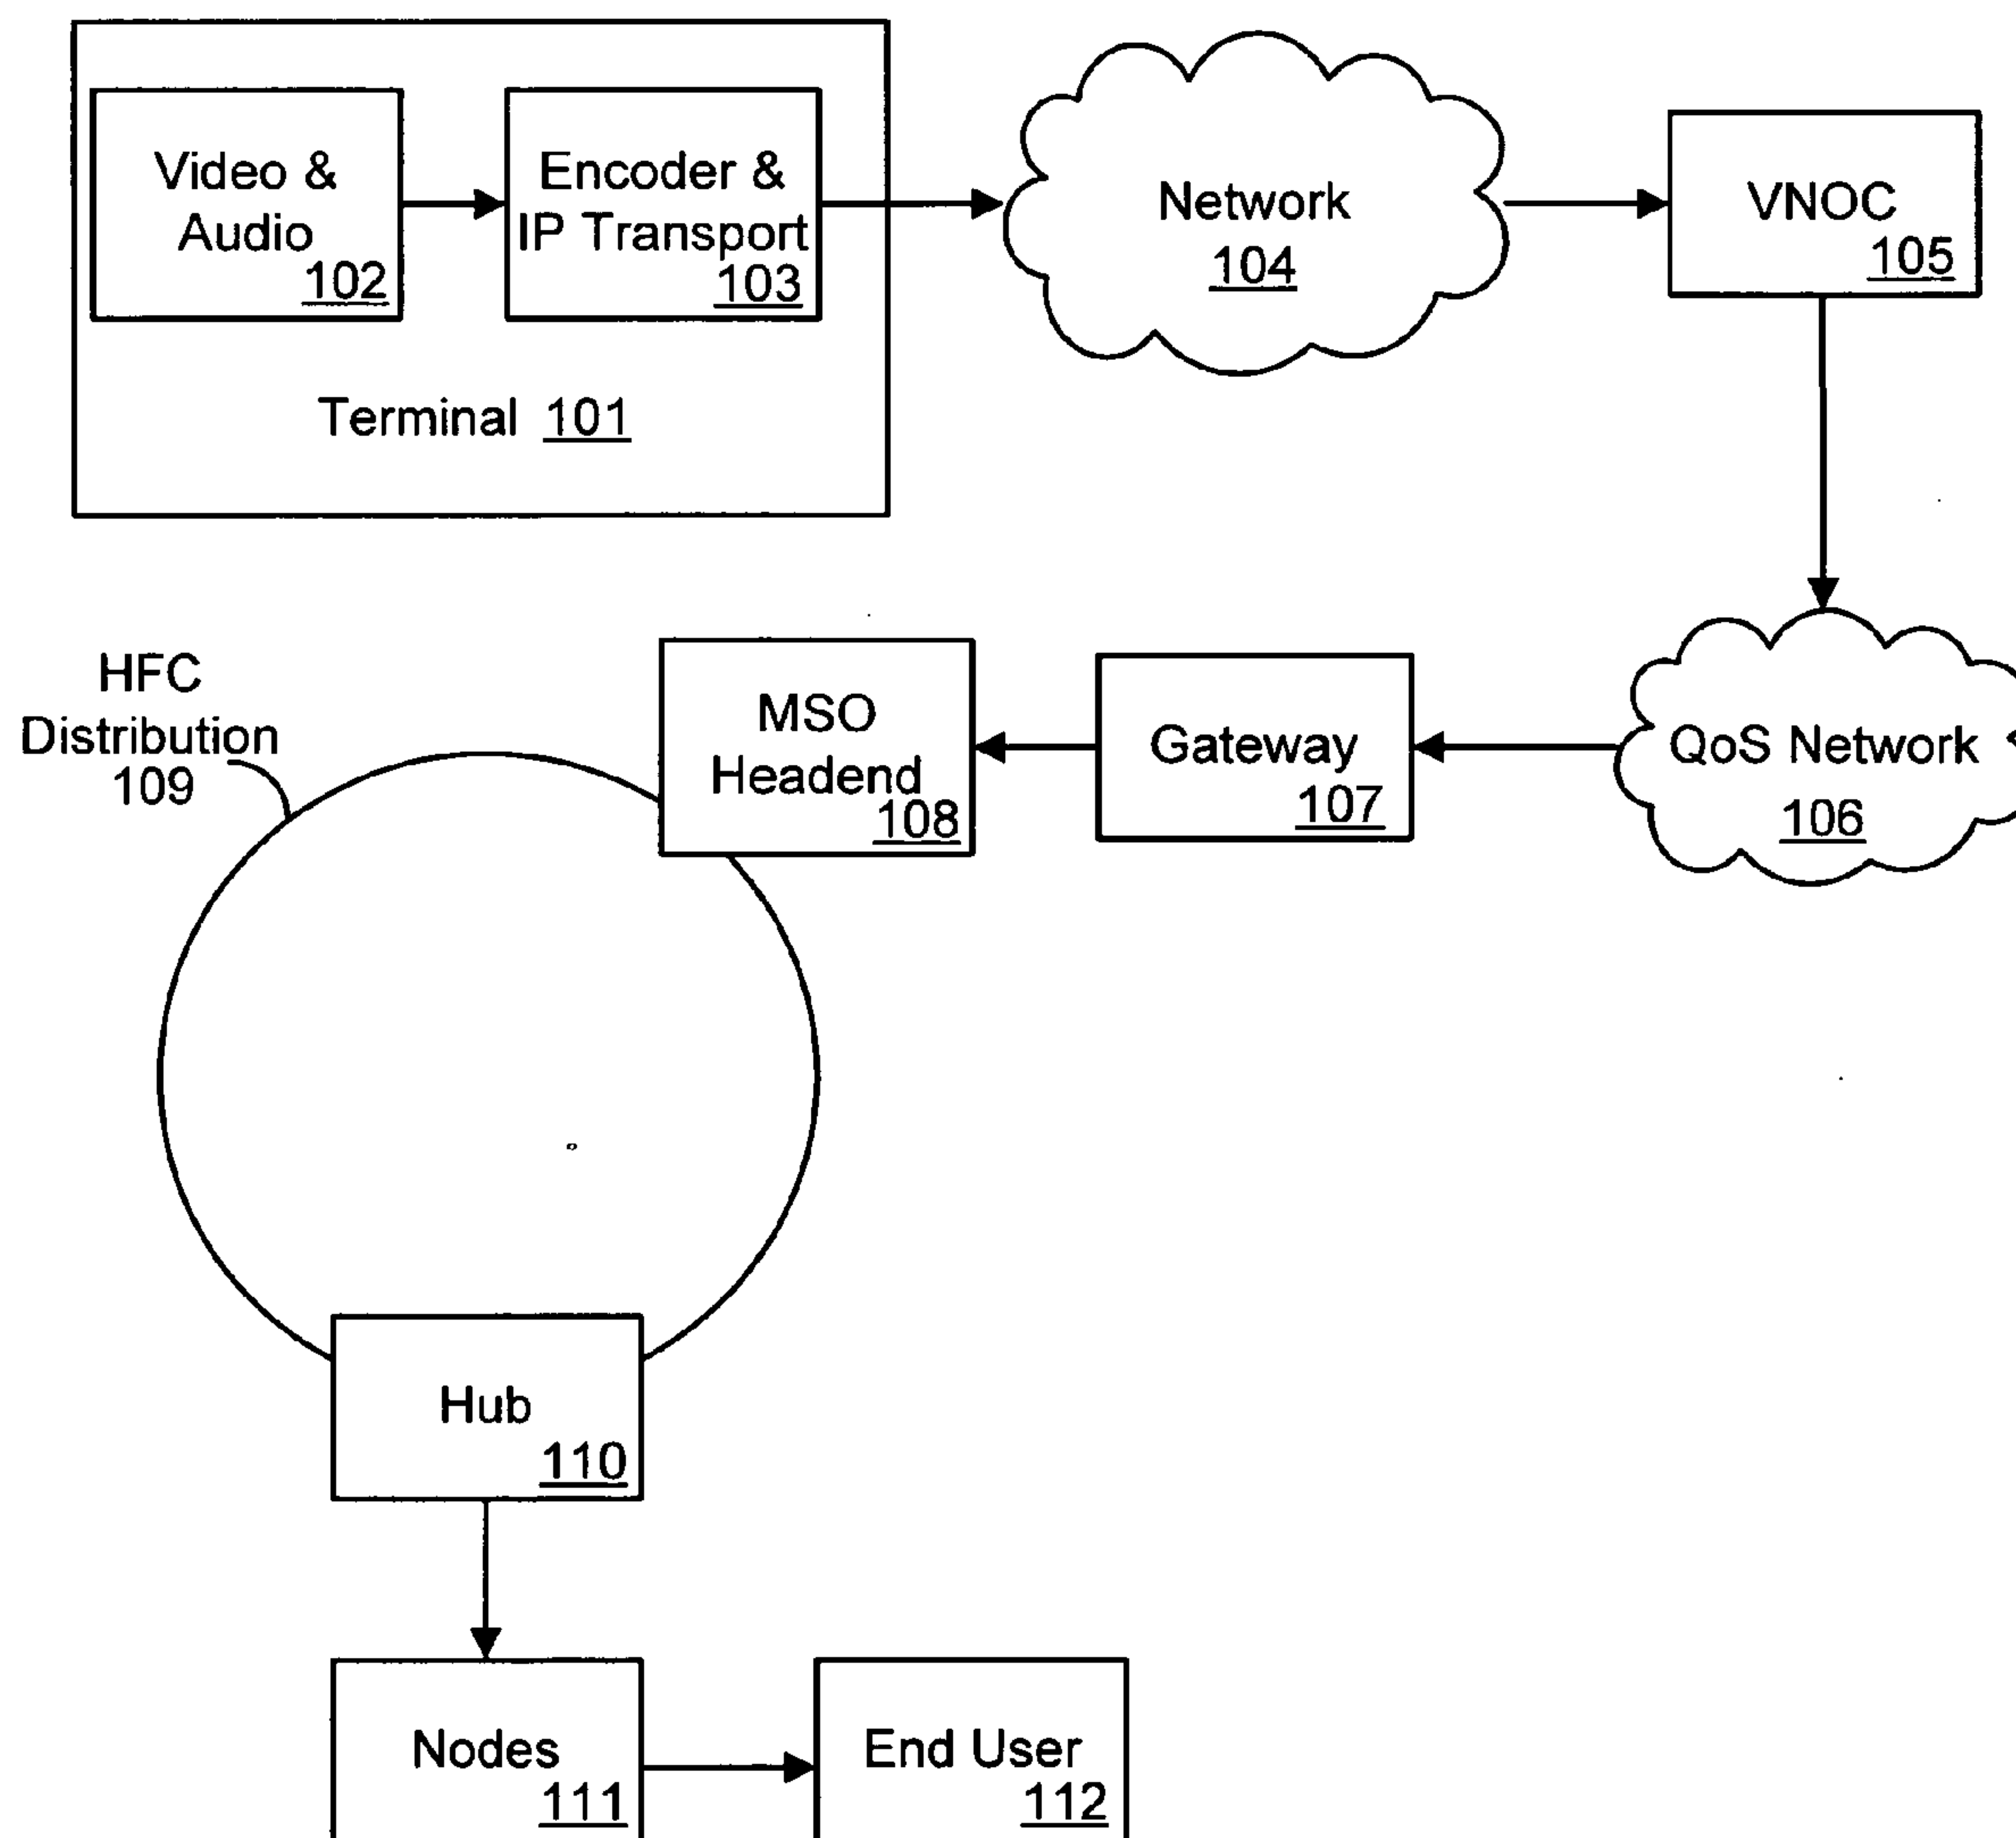 Video &
Audio
102
Encoder &
IP Transport
103
Terminal 101
Network
104
VNOC
105
HFC
Distribution
109
MSO
Headend
108
Gateway
107
QoS Network
106
Hub
110
Nodes
111
End User
112